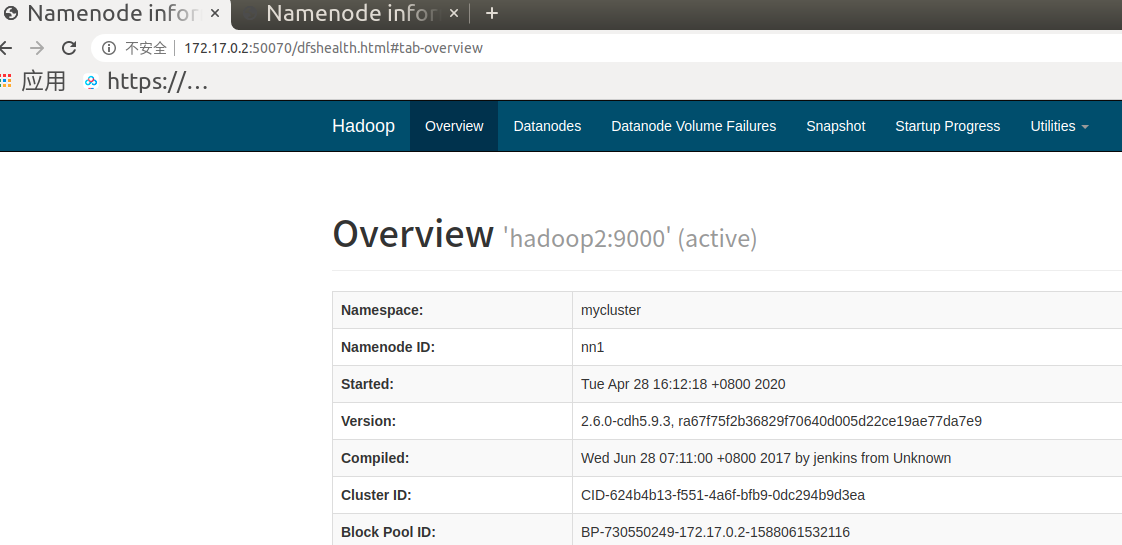 Namenode infor × Namenode infor × +
不安全 172.17.0.2:50070/dfshealth.html#tab-overview
应用 https://...
Hadoop Overview Datanodes Datanode Volume Failures Snapshot Startup Progress Utilities
Overview 'hadoop2:9000' (active)
Namespace: mycluster
Namenode ID: nn1
Started: Tue Apr 28 16:12:18 +0800 2020
Version: 2.6.0-cdh5.9.3, ra67f75f2b36829f70640d005d22ce19ae77da7e9
Compiled: Wed Jun 28 07:11:00 +0800 2017 by jenkins from Unknown
Cluster ID: CID-624b4b13-f551-4a6f-bfb9-0dc294b9d3ea
Block Pool ID: BP-730550249-172.17.0.2-1588061532116